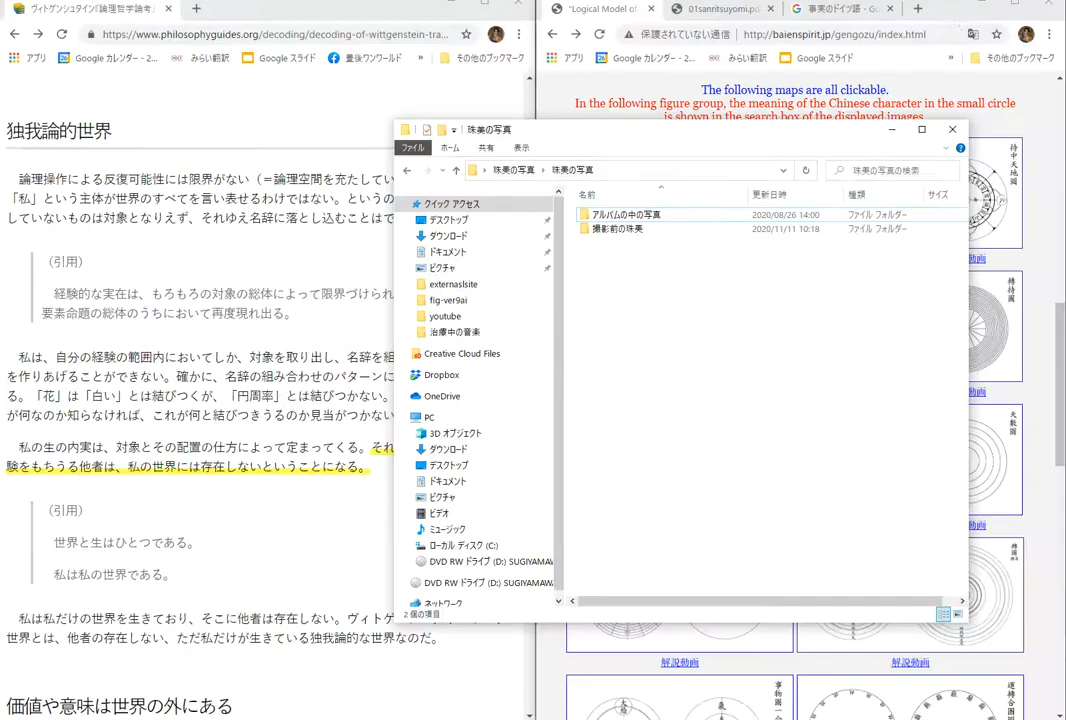 ヴィトゲンシュタイン『論理哲学論考』
https://www.philosophyguides.org/decoding/decoding-of-wittgenstein-tra...
アプリ
Google カレンダー - 2...
みらい翻訳
Google スライド
豊後ワンワールド
»
その他のブックマーク
独我論的世界
論理操作による反復可能性には限界がない（＝論理空間を充たしてい
「私」という主体が世界のすべてを言い表せるわけではない。というの
していないものは対象となりえず、それゆえ名辞に落とし込むことはで
（引用）
経験的な実在は、もろもろの対象の総体によって限界づけられ
要素命題の総体のうちにおいて再度現れ出る。
私は、自分の経験の範囲内においてしか、対象を取り出し、名辞を組
を作りあげることができない。確かに、名辞の組み合わせのパターンに
る。「花」は「白い」とは結びつくが、「円周率」とは結びつかない。
が何なのか知らなければ、これが何と結びつきうるのか見当がつかない
私の生の内実は、対象とその配置の仕方によって定まってくる。それ
験をもちうる他者は、私の世界には存在しないということになる。
（引用）
世界と生はひとつである。
私は私の世界である。
私は私だけの世界を生きており、そこに他者は存在しない。ヴィトゲ
世界とは、他者の存在しない、ただ私だけが生きている独我論的な世界なのだ。
価値や意味は世界の外にある
"Logical Model of
01sanritsuyomi.pd
事実のドイツ語 - Go
保護されていない通信
http://baienspirit.jp/gengozu/index.html
アプリ
Google カレンダー - 2...
みらい翻訳
Google スライド
»
その他のブックマーク
The following maps are all clickable.
In the following figure group, the meaning of the Chinese character in the small circle
is shown in the search box of the displayed images
動画
動画
天數圖
動画
解説動画
解説動画
事物圖一合
珠美の写真
ファイル
ホーム
共有
表示
珠美の写真 › 珠美の写真
珠美の写真の検索
名前
更新日時
種類
サイズ
アルバムの中の写真
2020/08/26 14:00
ファイル フォルダー
撮影前の珠美
2020/11/11 10:18
ファイル フォルダー
クイック アクセス
デスクトップ
ダウンロード
ドキュメント
ピクチャ
externalsite
fig-ver9ai
youtube
治療中の音楽
Creative Cloud Files
Dropbox
OneDrive
PC
3D オブジェクト
ダウンロード
デスクトップ
ドキュメント
ピクチャ
ビデオ
ミュージック
ローカル ディスク (C:)
DVD RW ドライブ (D:) SUGIYAMAW
DVD RW ドライブ (D:) SUGIYAMAW
ネットワーク
2 個の項目